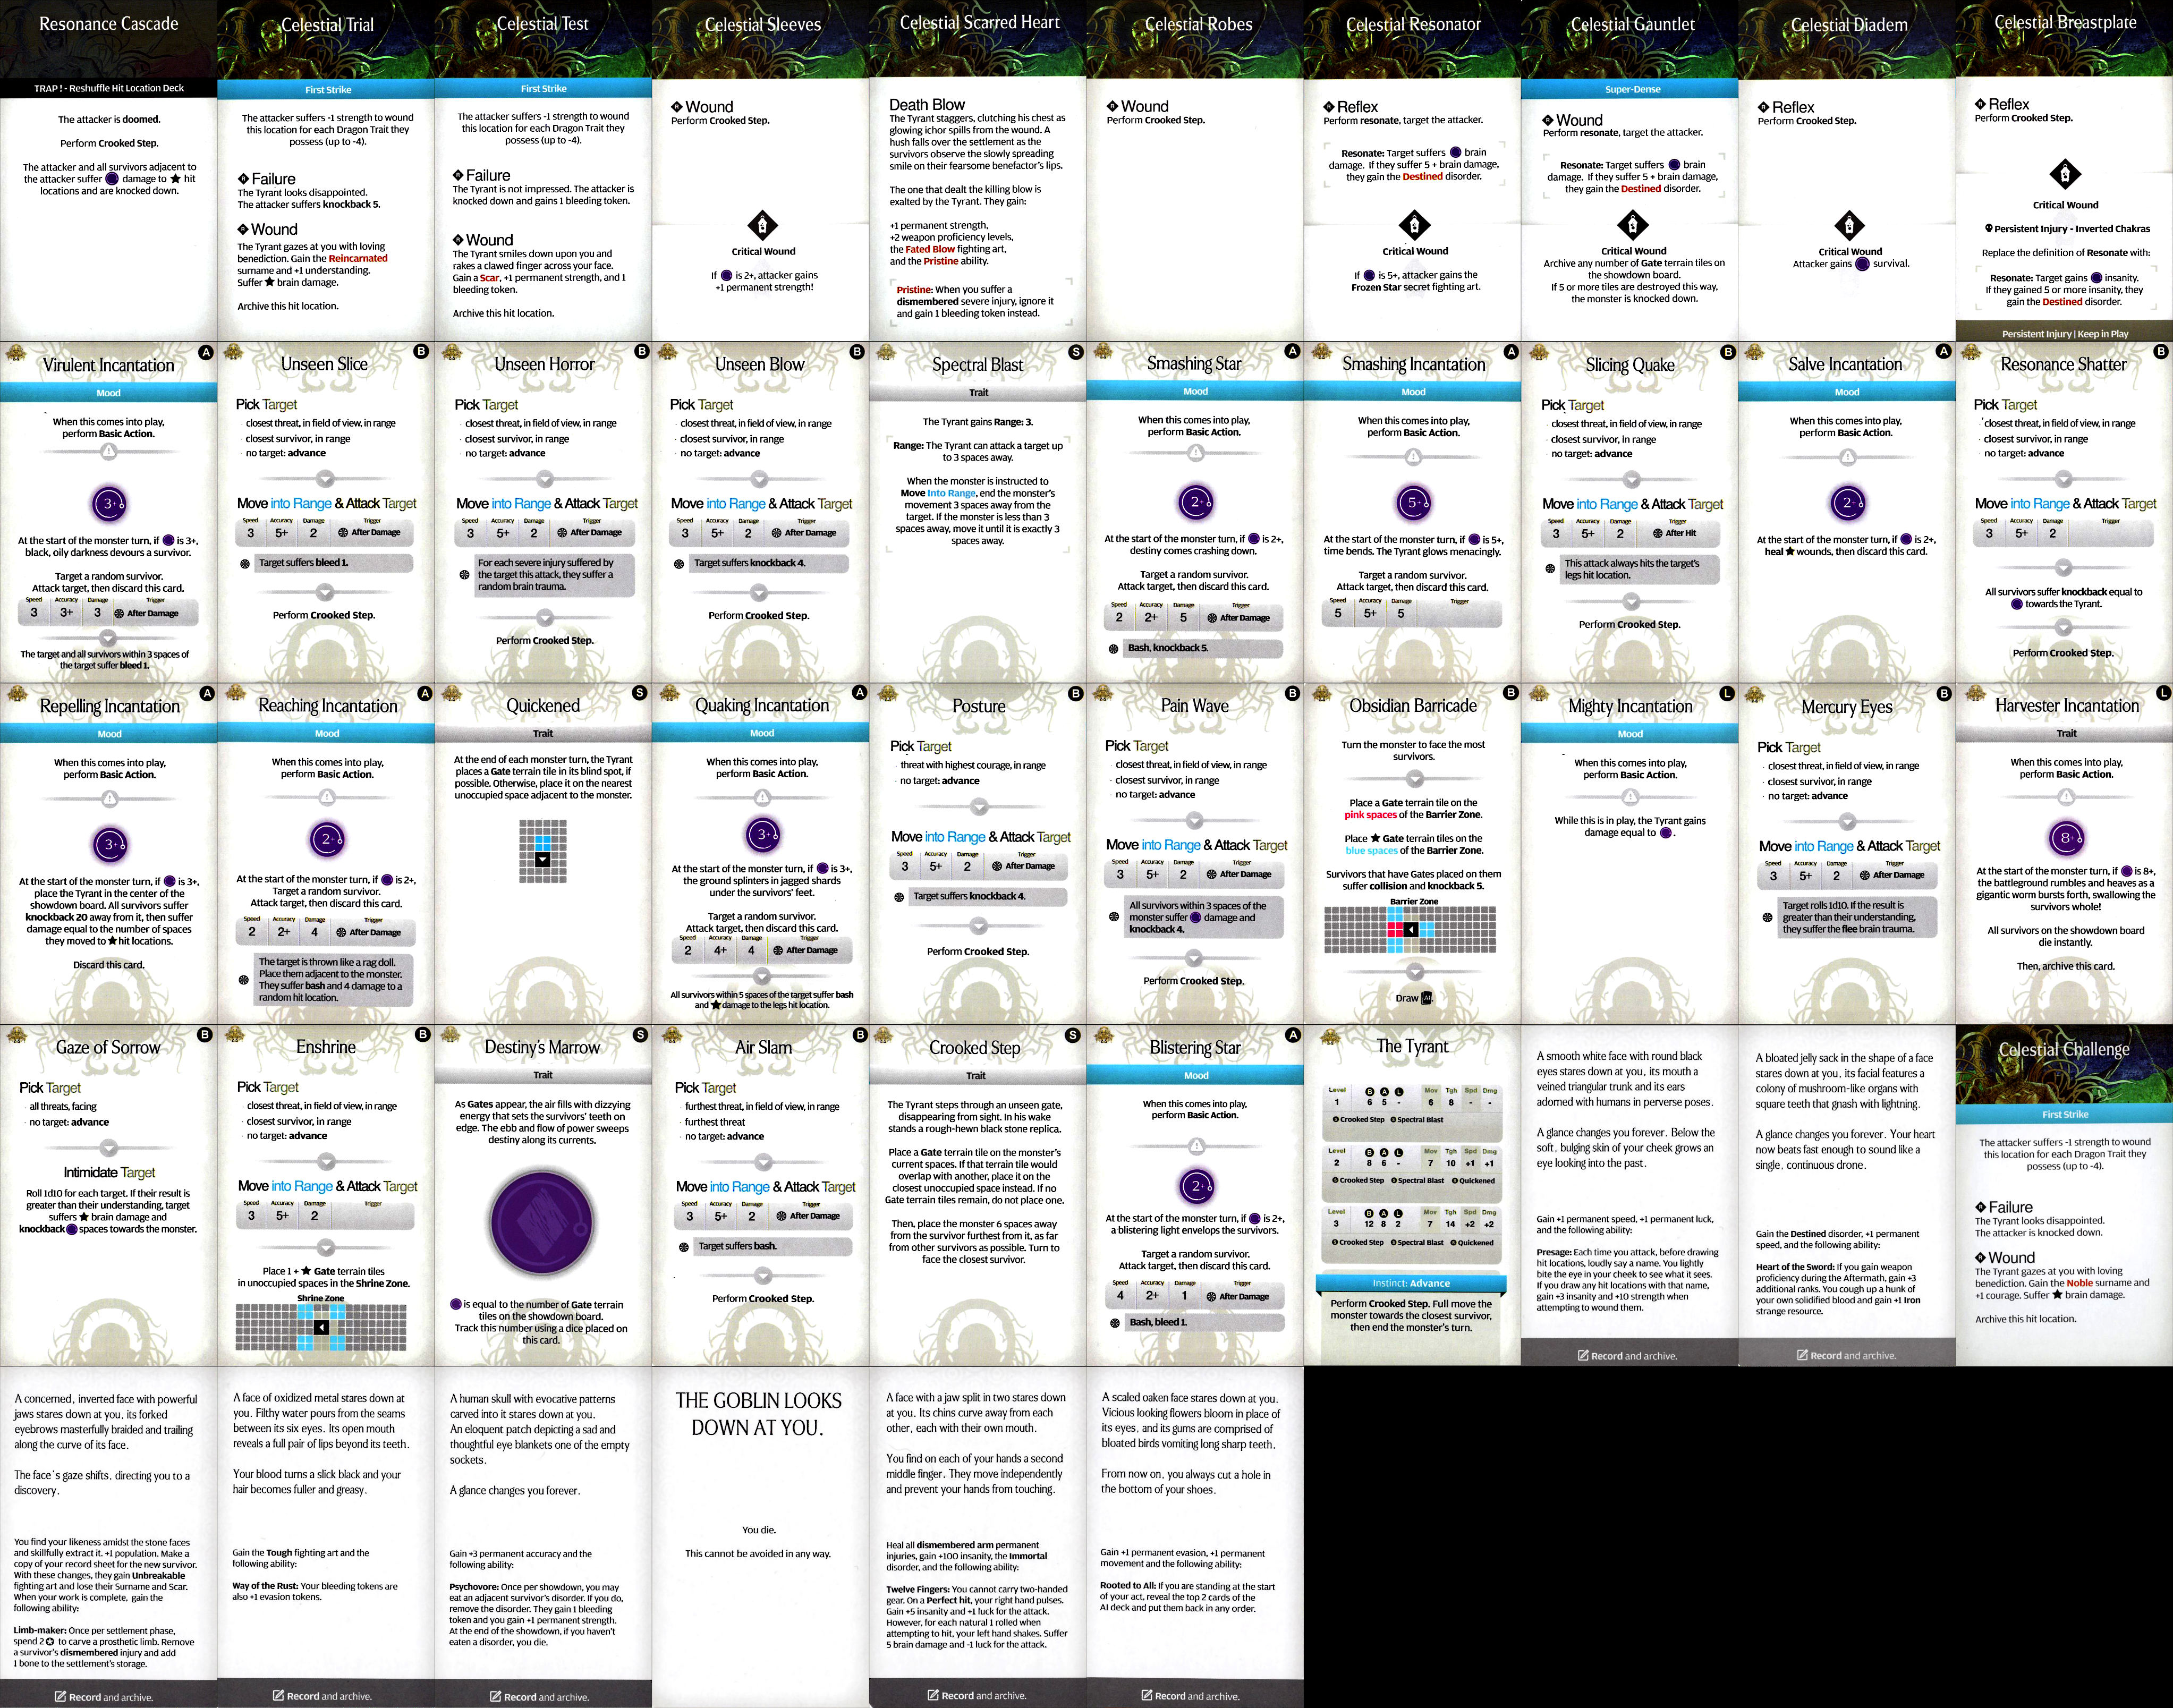 Resonance Cascade
TRAP! - Reshuffle Hit Location Deck
The attacker is doomed.
Perform Crooked Step.
The attacker and all survivors adjacent to
the attacker suffer damage to hit
locations and are knocked down.
Celestial Trial
First Strike
The attacker suffers -1 strength to wound
this location for each Dragon Trait they
possess (up to -4).
Failure
The Tyrant looks disappointed.
The attacker suffers knockback 5.
Wound
The Tyrant gazes at you with loving
benediction. Gain the Reincarnated
surname and +1 understanding.
Suffer brain damage.
Archive this hit location.
Celestial Test
First Strike
The attacker suffers -1 strength to wound
this location for each Dragon Trait they
possess (up to -4).
Failure
The Tyrant is not impressed. The attacker is
knocked down and gains 1 bleeding token.
Wound
The Tyrant smiles down upon you and
rakes a clawed finger across your face.
Gain a Scar, +1 permanent strength, and 1
bleeding token.
Archive this hit location.
Celestial Sleeves
Wound
Perform Crooked Step.
Critical Wound
If is 2+, attacker gains
+1 permanent strength!
Celestial Scarred Heart
Death Blow
The Tyrant staggers, clutching his chest as
glowing ichor spills from the wound. A
hush falls over the settlement as the
survivors observe the slowly spreading
smile on their fearsome benefactor's lips.
The one that dealt the killing blow is
exalted by the Tyrant. They gain:
+1 permanent strength,
+2 weapon proficiency levels,
the Fated Blow fighting art,
and the Pristine ability.
Pristine: When you suffer a
dismembered severe injury, ignore it
and gain 1 bleeding token instead.
Celestial Robes
Wound
Perform Crooked Step.
Celestial Resonator
Reflex
Perform resonate, target the attacker.
Resonate: Target suffers brain
damage. If they suffer 5 + brain damage,
they gain the Destined disorder.
Critical Wound
If is 5+, attacker gains the
Frozen Star secret fighting art.
Celestial Gauntlet
Super-Dense
Wound
Perform resonate, target the attacker.
Resonate: Target suffers brain
damage. If they suffer 5 + brain damage,
they gain the Destined disorder.
Critical Wound
Archive any number of Gate terrain tiles on
the showdown board.
If 5 or more tiles are destroyed this way,
the monster is knocked down.
Celestial Diadem
Reflex
Perform Crooked Step.
Critical Wound
Attacker gains survival.
Celestial Breastplate
Reflex
Perform Crooked Step.
Critical Wound
Persistent Injury - Inverted Chakras
Replace the definition of Resonate with:
Resonate: Target gains insanity.
If they gained 5 or more insanity, they
gain the Destined disorder.
Persistent Injury | Keep in Play
Virulent Incantation
A
Mood
When this comes into play,
perform Basic Action.
3+
At the start of the monster turn, if is 3+,
black, oily darkness devours a survivor.
Target a random survivor.
Attack target, then discard this card.
Speed Accuracy Damage Trigger
3 3+ 3 After Damage
The target and all survivors within 3 spaces of
the target suffer bleed 1.
Unseen Slice
B
Pick Target
· closest threat, in field of view, in range
· closest survivor, in range
· no target: advance
Move into Range & Attack Target
Speed Accuracy Damage Trigger
3 5+ 2 After Damage
Target suffers bleed 1.
Perform Crooked Step.
Unseen Horror
B
Pick Target
· closest threat, in field of view, in range
· closest survivor, in range
· no target: advance
Move into Range & Attack Target
Speed Accuracy Damage Trigger
3 5+ 2 After Damage
For each severe injury suffered by
the target this attack, they suffer a
random brain trauma.
Perform Crooked Step.
Unseen Blow
B
Pick Target
· closest threat, in field of view, in range
· closest survivor, in range
· no target: advance
Move into Range & Attack Target
Speed Accuracy Damage Trigger
3 5+ 2 After Damage
Target suffers knockback 4.
Perform Crooked Step.
Spectral Blast
S
Trait
The Tyrant gains Range: 3.
Range: The Tyrant can attack a target up
to 3 spaces away.
When the monster is instructed to
Move Into Range, end the monster's
movement 3 spaces away from the
target. If the monster is less than 3
spaces away, move it until it is exactly 3
spaces away.
Smashing Star
A
Mood
When this comes into play,
perform Basic Action.
2+
At the start of the monster turn, if is 2+,
destiny comes crashing down.
Target a random survivor.
Attack target, then discard this card.
Speed Accuracy Damage Trigger
2 2+ 5 After Damage
Bash, knockback 5.
Smashing Incantation
A
Mood
When this comes into play,
perform Basic Action.
5+
At the start of the monster turn, if is 5+,
time bends. The Tyrant glows menacingly.
Target a random survivor.
Attack target, then discard this card.
Speed Accuracy Damage Trigger
5 5+ 5
Slicing Quake
B
Pick Target
· closest threat, in field of view, in range
· closest survivor, in range
· no target: advance
Move into Range & Attack Target
Speed Accuracy Damage Trigger
3 5+ 2 After Hit
This attack always hits the target's
legs hit location.
Perform Crooked Step.
Salve Incantation
A
Mood
When this comes into play,
perform Basic Action.
2+
At the start of the monster turn, if is 2+,
heal wounds, then discard this card.
Resonance Shatter
B
Pick Target
· closest threat, in field of view, in range
· closest survivor, in range
· no target: advance
Move into Range & Attack Target
Speed Accuracy Damage Trigger
3 5+ 2
All survivors suffer knockback equal to
towards the Tyrant.
Perform Crooked Step.
Repelling Incantation
A
Mood
When this comes into play,
perform Basic Action.
3+
At the start of the monster turn, if is 3+,
place the Tyrant in the center of the
showdown board. All survivors suffer
knockback 20 away from it, then suffer
damage equal to the number of spaces
they moved to hit locations.
Discard this card.
Reaching Incantation
A
Mood
When this comes into play,
perform Basic Action.
2+
At the start of the monster turn, if is 2+,
Target a random survivor.
Attack target, then discard this card.
Speed Accuracy Damage Trigger
2 2+ 4 After Damage
The target is thrown like a rag doll.
Place them adjacent to the monster.
They suffer bash and 4 damage to a
random hit location.
Quickened
S
Trait
At the end of each monster turn, the Tyrant
places a Gate terrain tile in its blind spot, if
possible. Otherwise, place it on the nearest
unoccupied space adjacent to the monster.
Quaking Incantation
A
Mood
When this comes into play,
perform Basic Action.
3+
At the start of the monster turn, if is 3+,
the ground splinters in jagged shards
under the survivors' feet.
Target a random survivor.
Attack target, then discard this card.
Speed Accuracy Damage Trigger
2 4+ 4 After Damage
All survivors within 5 spaces of the target suffer bash
and damage to the legs hit location.
Posture
B
Pick Target
· threat with highest courage, in range
· no target: advance
Move into Range & Attack Target
Speed Accuracy Damage Trigger
3 5+ 2 After Damage
Target suffers knockback 4.
Perform Crooked Step.
Pain Wave
B
Pick Target
· closest threat, in field of view, in range
· closest survivor, in range
· no target: advance
Move into Range & Attack Target
Speed Accuracy Damage Trigger
3 5+ 2 After Damage
All survivors within 3 spaces of the
monster suffer damage and
knockback 4.
Perform Crooked Step.
Obsidian Barricade
B
Turn the monster to face the most
survivors.
Place a Gate terrain tile on the
pink spaces of the Barrier Zone.
Place Gate terrain tiles on the
blue spaces of the Barrier Zone.
Survivors that have Gates placed on them
suffer collision and knockback 5.
Barrier Zone
Draw AI.
Mighty Incantation
L
Mood
When this comes into play,
perform Basic Action.
While this is in play, the Tyrant gains
damage equal to .
Mercury Eyes
B
Pick Target
· closest threat, in field of view, in range
· closest survivor, in range
· no target: advance
Move into Range & Attack Target
Speed Accuracy Damage Trigger
3 5+ 2 After Damage
Target rolls 1d10. If the result is
greater than their understanding,
they suffer the flee brain trauma.
Harvester Incantation
L
Trait
When this comes into play,
perform Basic Action.
8+
At the start of the monster turn, if is 8+,
the battleground rumbles and heaves as a
gigantic worm bursts forth, swallowing the
survivors whole!
All survivors on the showdown board
die instantly.
Then, archive this card.
Gaze of Sorrow
B
Pick Target
· all threats, facing
· no target: advance
Intimidate Target
Roll 1d10 for each target. If their result is
greater than their understanding, target
suffers brain damage and
knockback spaces towards the monster.
Enshrine
B
Pick Target
· closest threat, in field of view, in range
· closest survivor, in range
· no target: advance
Move into Range & Attack Target
Speed Accuracy Damage Trigger
3 5+ 2
Place 1 + Gate terrain tiles
in unoccupied spaces in the Shrine Zone.
Shrine Zone
Destiny's Marrow
S
Trait
As Gates appear, the air fills with dizzying
energy that sets the survivors' teeth on
edge. The ebb and flow of power sweeps
destiny along its currents.
is equal to the number of Gate terrain
tiles on the showdown board.
Track this number using a dice placed on
this card.
Air Slam
B
Pick Target
· furthest threat, in field of view, in range
· furthest threat
· no target: advance
Move into Range & Attack Target
Speed Accuracy Damage Trigger
3 5+ 2 After Damage
Target suffers bash.
Perform Crooked Step.
Crooked Step
S
Trait
The Tyrant steps through an unseen gate,
disappearing from sight. In his wake
stands a rough-hewn black stone replica.
Place a Gate terrain tile on the monster's
current spaces. If that terrain tile would
overlap with another, place it on the
closest unoccupied space instead. If no
Gate terrain tiles remain, do not place one.
Then, place the monster 6 spaces away
from the survivor furthest from it, as far
from other survivors as possible. Turn to
face the closest survivor.
Blistering Star
A
Mood
When this comes into play,
perform Basic Action.
2+
At the start of the monster turn, if is 2+,
a blistering light envelops the survivors.
Target a random survivor.
Attack target, then discard this card.
Speed Accuracy Damage Trigger
4 2+ 1 After Damage
Bash, bleed 1.
The Tyrant
Level B A L Mov Tgh Spd Dmg
1 6 5 - 6 8 - -
Crooked Step Spectral Blast
Level B A L Mov Tgh Spd Dmg
2 8 6 - 7 10 +1 +1
Crooked Step Spectral Blast Quickened
Level B A L Mov Tgh Spd Dmg
3 12 8 2 7 14 +2 +2
Crooked Step Spectral Blast Quickened
Instinct: Advance
Perform Crooked Step. Full move the
monster towards the closest survivor,
then end the monster's turn.
A smooth white face with round black
eyes stares down at you, its mouth a
veined triangular trunk and its ears
adorned with humans in perverse poses.
A glance changes you forever. Below the
soft, bulging skin of your cheek grows an
eye looking into the past.
Gain +1 permanent speed, +1 permanent luck,
and the following ability:
Presage: Each time you attack, before drawing
hit locations, loudly say a name. You lightly
bite the eye in your cheek to see what it sees.
If you draw any hit locations with that name,
gain +3 insanity and +10 strength when
attempting to wound them.
Record and archive.
A bloated jelly sack in the shape of a face
stares down at you, its facial features a
colony of mushroom-like organs with
square teeth that gnash with lightning.
A glance changes you forever. Your heart
now beats fast enough to sound like a
single, continuous drone.
Gain the Destined disorder, +1 permanent
speed, and the following ability:
Heart of the Sword: If you gain weapon
proficiency during the Aftermath, gain +3
additional ranks. You cough up a hunk of
your own solidified blood and gain +1 Iron
strange resource.
Record and archive.
Celestial Challenge
First Strike
The attacker suffers -1 strength to wound
this location for each Dragon Trait they
possess (up to -4).
Failure
The Tyrant looks disappointed.
The attacker is knocked down.
Wound
The Tyrant gazes at you with loving
benediction. Gain the Noble surname and
+1 courage. Suffer brain damage.
Archive this hit location.
A concerned, inverted face with powerful
jaws stares down at you, its forked
eyebrows masterfully braided and trailing
along the curve of its face.
The face's gaze shifts, directing you to a
discovery.
You find your likeness amidst the stone faces
and skillfully extract it. +1 population. Make a
copy of your record sheet for the new survivor.
With these changes, they gain Unbreakable
fighting art and lose their Surname and Scar.
When your work is complete, gain the
following ability:
Limb-maker: Once per settlement phase,
spend 2 to carve a prosthetic limb. Remove
a survivor's dismembered injury and add
1 bone to the settlement's storage.
Record and archive.
A face of oxidized metal stares down at
you. Filthy water pours from the seams
between its six eyes. Its open mouth
reveals a full pair of lips beyond its teeth.
Your blood turns a slick black and your
hair becomes fuller and greasy.
Gain the Tough fighting art and the
following ability:
Way of the Rust: Your bleeding tokens are
also +1 evasion tokens.
Record and archive.
A human skull with evocative patterns
carved into it stares down at you.
An eloquent patch depicting a sad and
thoughtful eye blankets one of the empty
sockets.
A glance changes you forever.
Gain +3 permanent accuracy and the
following ability:
Psychovore: Once per showdown, you may
eat an adjacent survivor's disorder. If you do,
remove the disorder. They gain 1 bleeding
token and you gain +1 permanent strength.
At the end of the showdown, if you haven't
eaten a disorder, you die.
Record and archive.
THE GOBLIN LOOKS
DOWN AT YOU.
You die.
This cannot be avoided in any way.
A face with a jaw split in two stares down
at you. Its chins curve away from each
other, each with their own mouth.
You find on each of your hands a second
middle finger. They move independently
and prevent your hands from touching.
Heal all dismembered arm permanent
injuries, gain +100 insanity, the Immortal
disorder, and the following ability:
Twelve Fingers: You cannot carry two-handed
gear. On a Perfect hit, your right hand pulses.
Gain +5 insanity and +1 luck for the attack.
However, for each natural 1 rolled when
attempting to hit, your left hand shakes. Suffer
5 brain damage and -1 luck for the attack.
Record and archive.
A scaled oaken face stares down at you.
Vicious looking flowers bloom in place of
its eyes, and its gums are comprised of
bloated birds vomiting long sharp teeth.
From now on, you always cut a hole in
the bottom of your shoes.
Gain +1 permanent evasion, +1 permanent
movement and the following ability:
Rooted to All: If you are standing at the start
of your act, reveal the top 2 cards of the
AI deck and put them back in any order.
Record and archive.